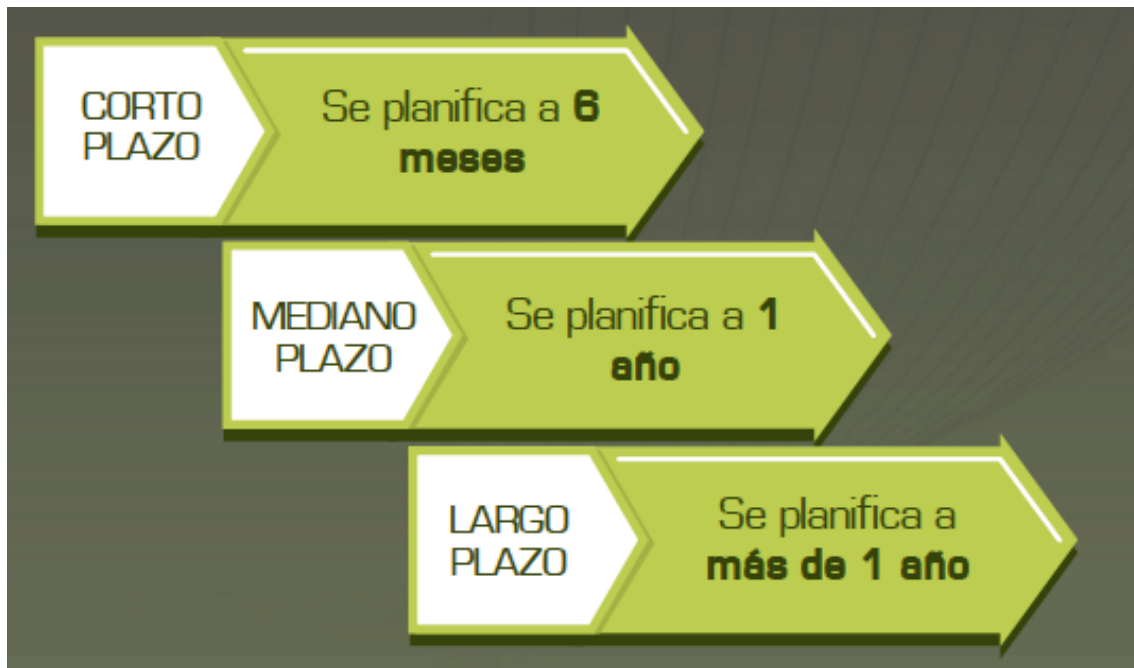 CORTO
PLAZO
Se planifica a 6
meses
MEDIANO
PLAZO
Se planifica a 1
año
LARGO
PLAZO
Se planifica a
más de 1 año